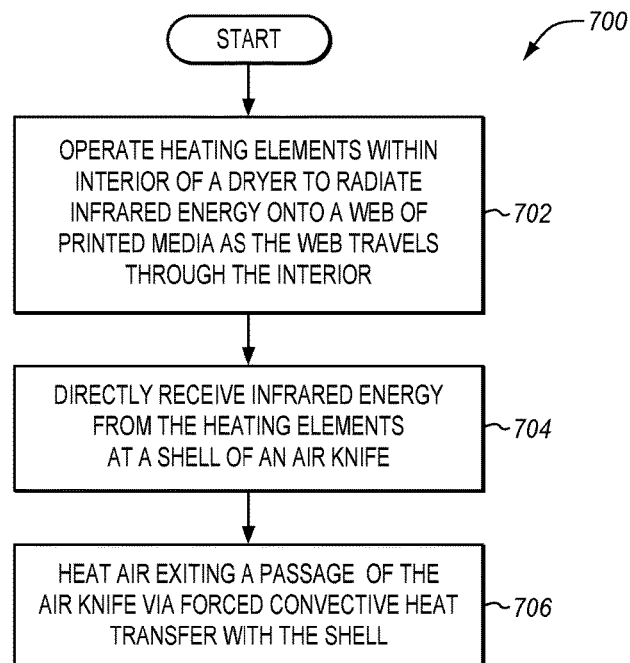 START
700
OPERATE HEATING ELEMENTS WITHIN
INTERIOR OF A DRYER TO RADIATE
INFRARED ENERGY ONTO A WEB OF
PRINTED MEDIA AS THE WEB TRAVELS
THROUGH THE INTERIOR
702
DIRECTLY RECEIVE INFRARED ENERGY
FROM THE HEATING ELEMENTS
AT A SHELL OF AN AIR KNIFE
704
HEAT AIR EXITING A PASSAGE OF THE
AIR KNIFE VIA FORCED CONVECTIVE HEAT
TRANSFER WITH THE SHELL
706